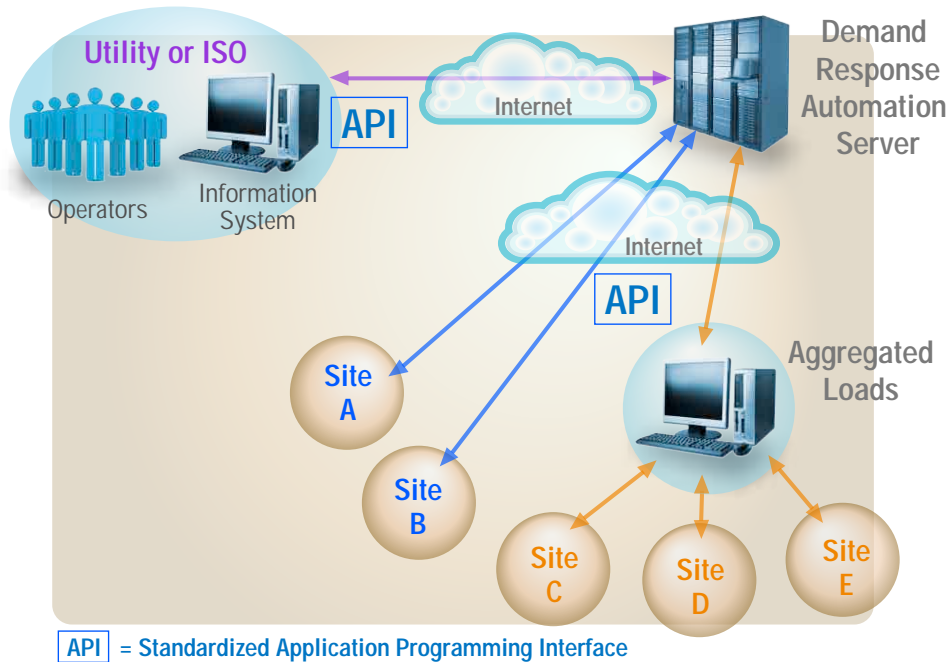 Utility or ISO
Operators
Information
System
API
Internet
Demand
Response
Automation
Server
Internet
API
Site
A
Site
B
Aggregated
Loads
Site
C
Site
D
Site
E
API = Standardized Application Programming Interface